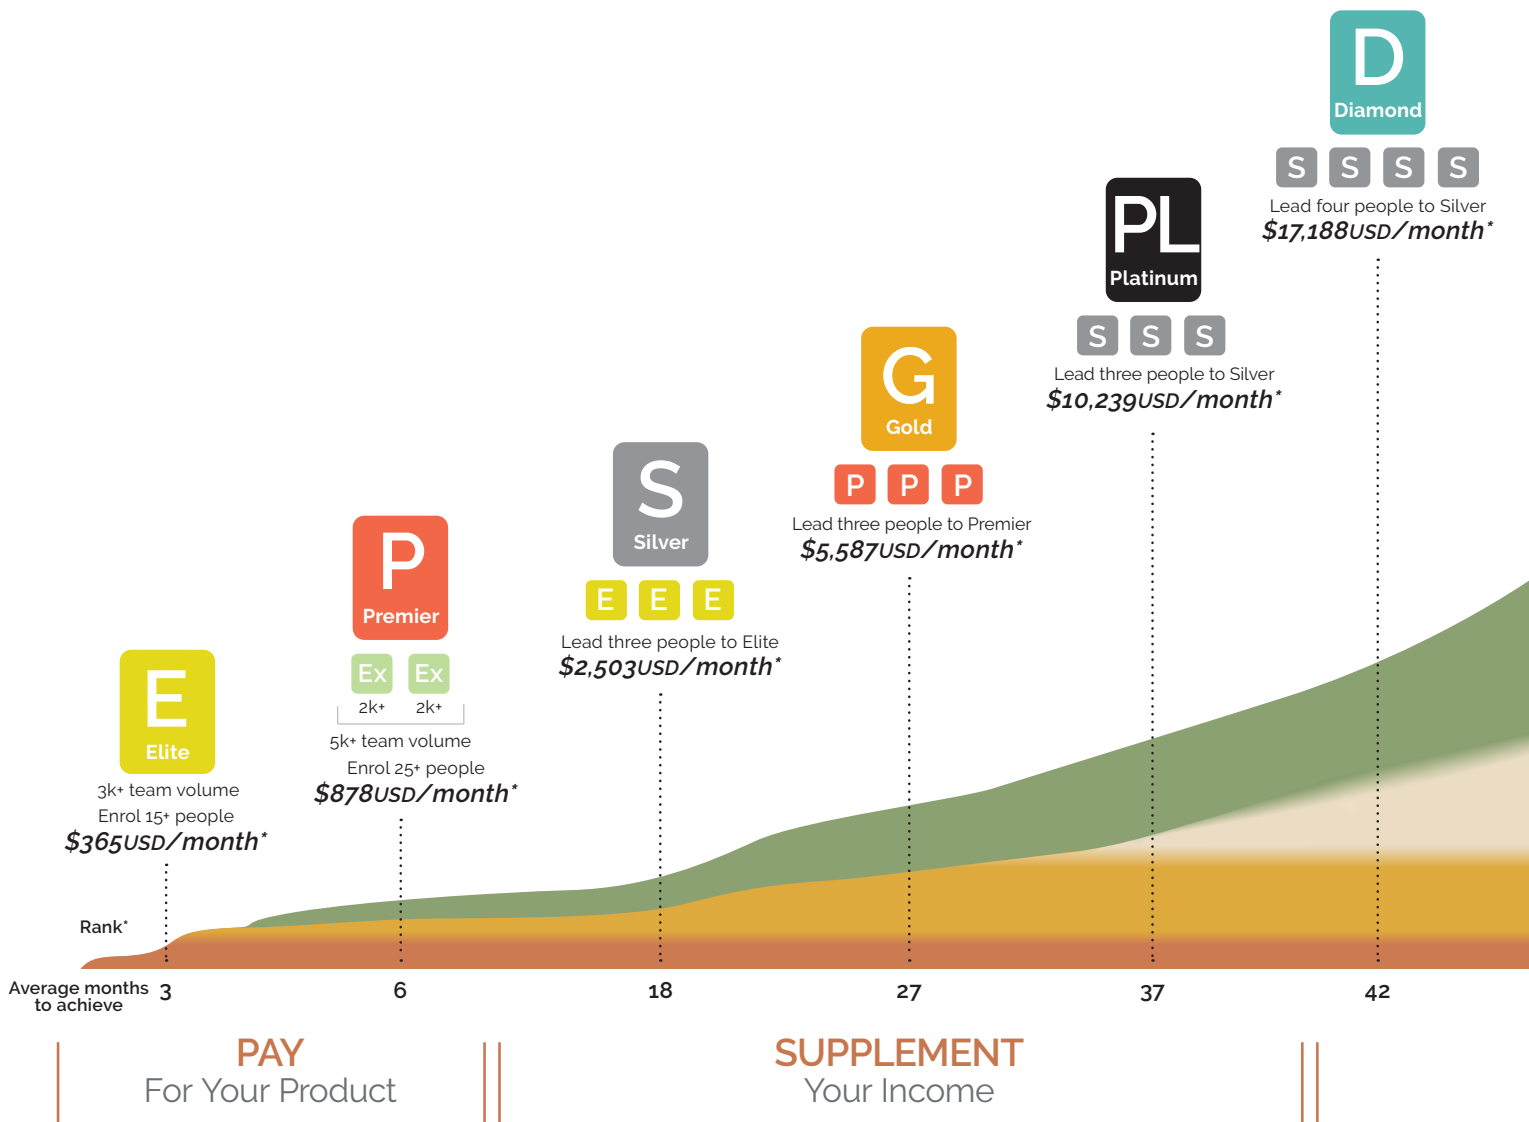 D
Diamond
S S S S
Lead four people to Silver
$17,188USD/month*
PL
Platinum
S S S
Lead three people to Silver
$10,239USD/month*
G
Gold
P P P
Lead three people to Premier
$5,587USD/month*
S
Silver
E E E
Lead three people to Elite
$2,503USD/month*
P
Premier
Ex Ex
2k+ 2k+
5k+ team volume
Enrol 25+ people
$878USD/month*
E
Elite
3k+ team volume
Enrol 15+ people
$365USD/month*
Rank*
Average months
to achieve
3 6 18 27 37 42
PAY
For Your Product
SUPPLEMENT
Your Income